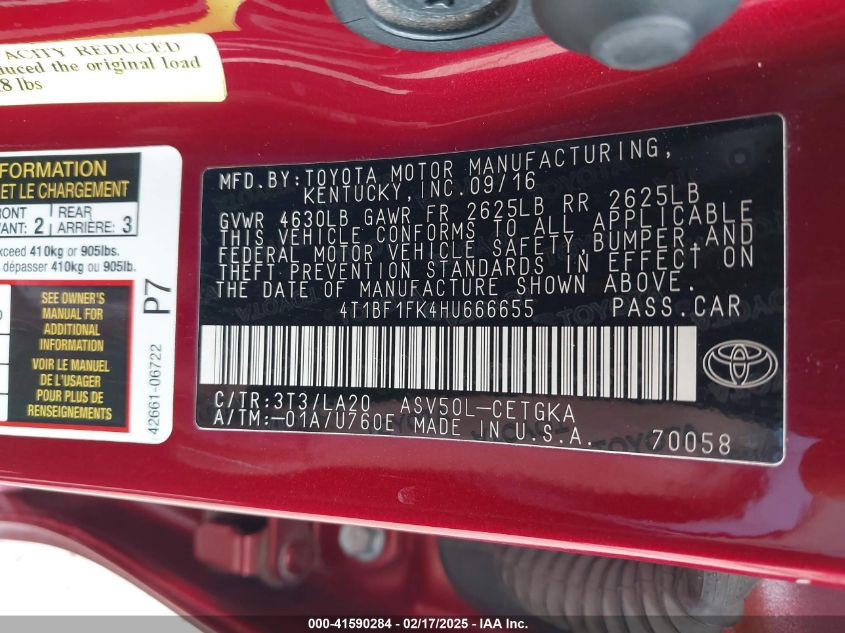 ACITY REDUCED
duced the original load
8 lbs
FORMATION
ET LE CHARGEMENT
RONT
VANT: 2
REAR
ARRIÈRE: 3
xceed 410kg or 905lbs.
dépasser 410kg ou 905lb.
SEE OWNER'S
MANUAL FOR
ADDITIONAL
INFORMATION
VOIR LE MANUEL
DE L'USAGER
POUR PLUS DE
RENSEIGNEMENTS
P7
42661-06722
MFD.BY:TOYOTA MOTOR MANUFACTURING,
KENTUCKY, INC.09/16
GVWR 4630LB GAWR FR 2625LB RR 2625LB
THIS VEHICLE CONFORMS TO ALL APPLICABLE
FEDERAL MOTOR VEHICLE SAFETY, BUMPER, AND
THEFT PREVENTION STANDARDS IN EFFECT ON
THE DATE OF MANUFACTURE SHOWN ABOVE.
4T1BF1FK4HU666655 PASS.CAR
C/TR:3T3/LA20 ASV50L-CETGKA
A/TM:-01A/U760E MADE IN U.S.A. 70058
000-41590284 - 02/17/2025 - IAA Inc.